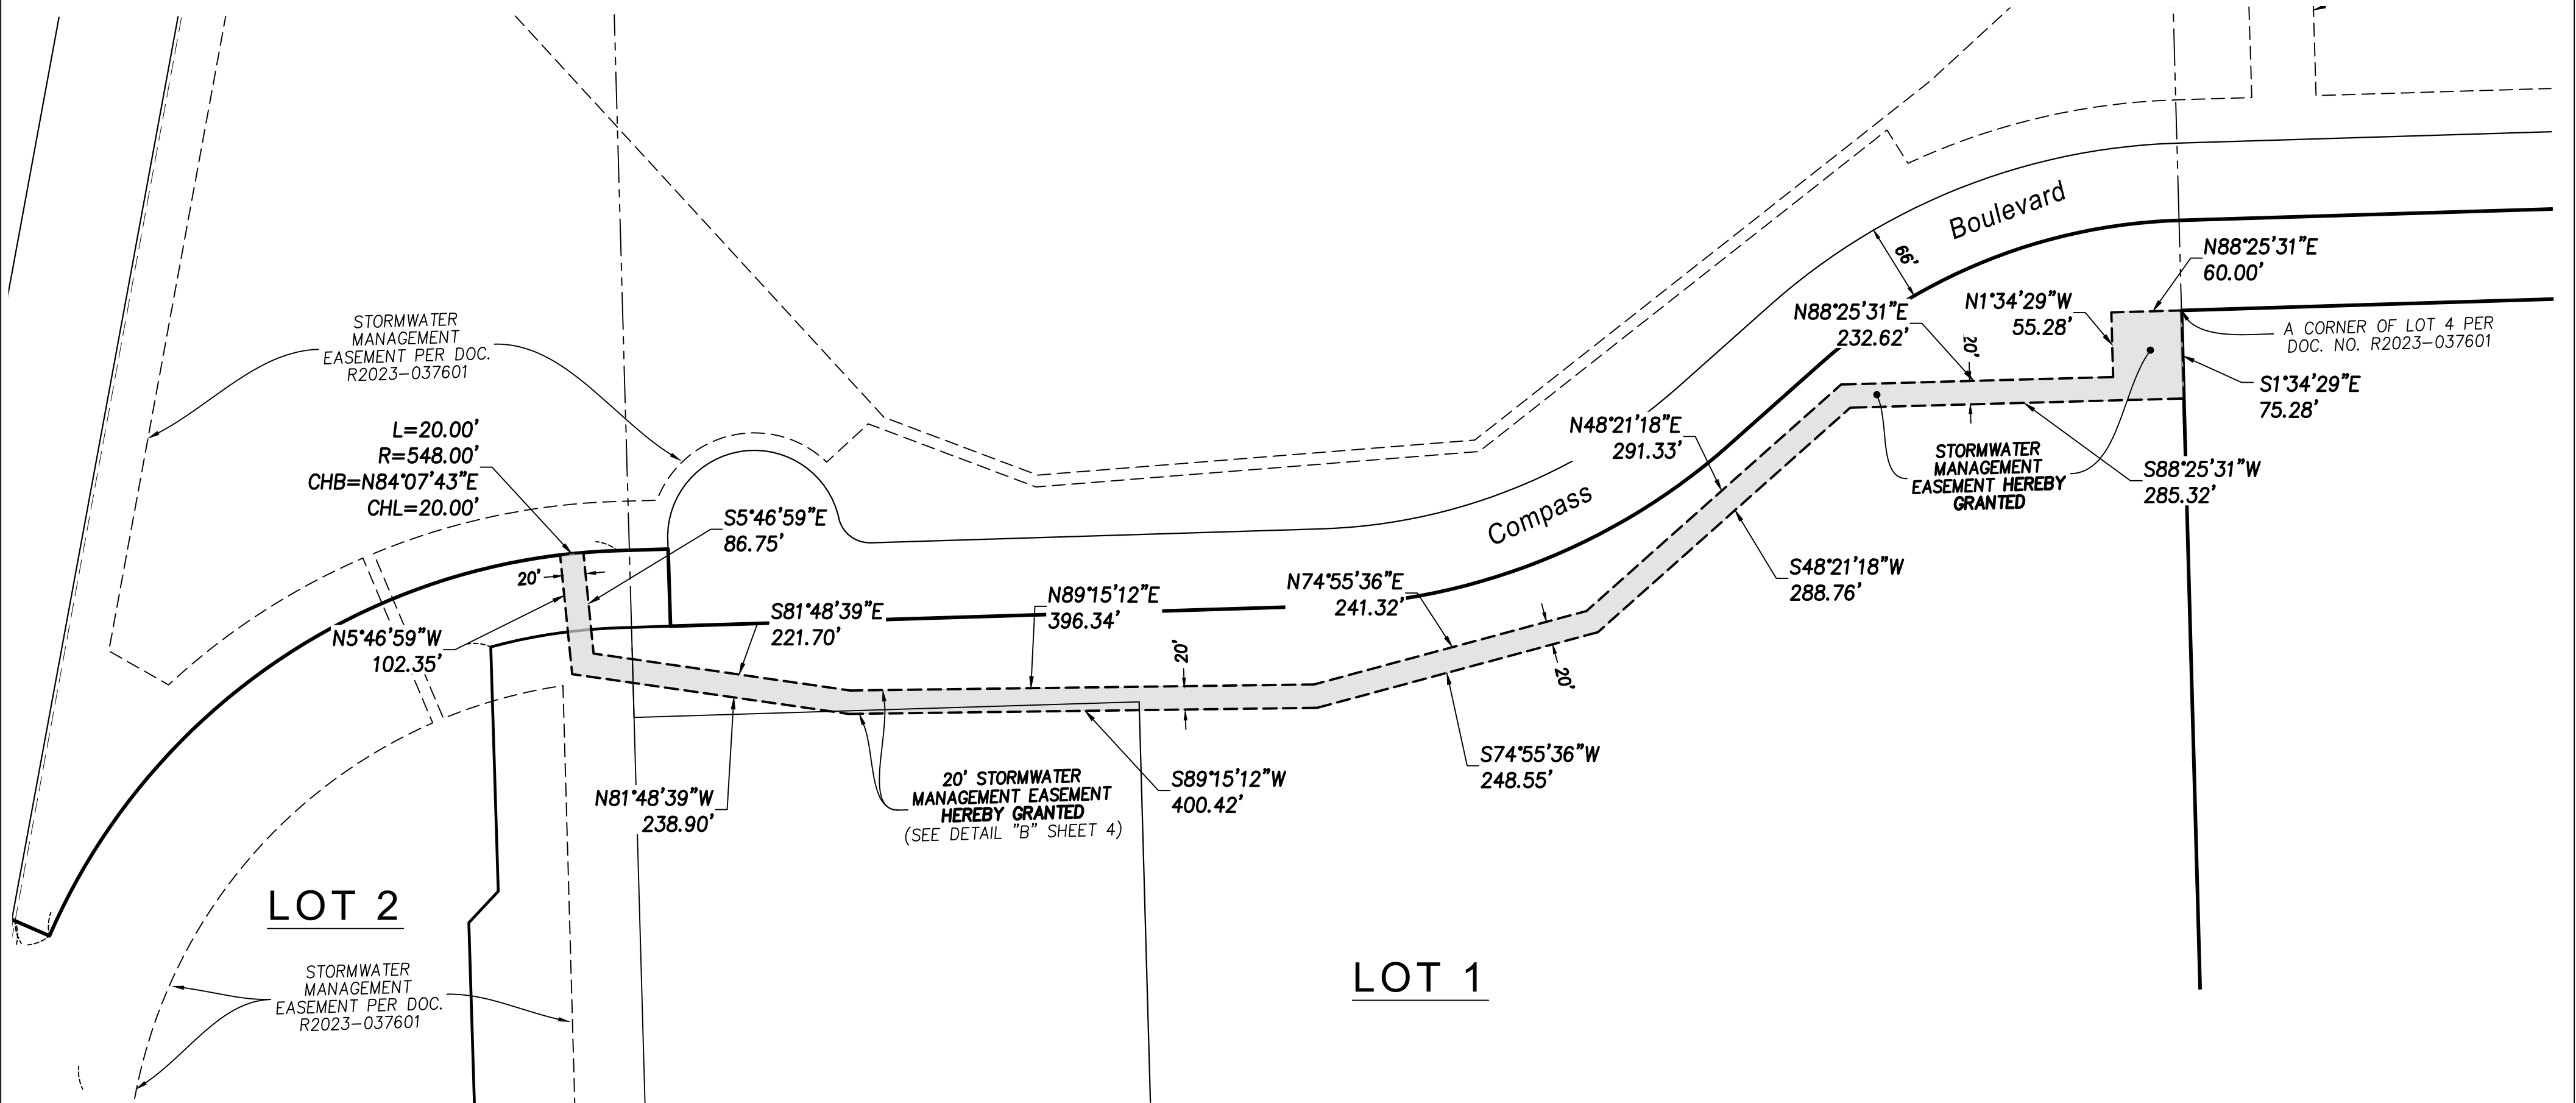 Boulevard
66'
N88°25'31"E
60.00'
N1°34'29"W
55.28'
N88°25'31"E
232.62'
20'
A CORNER OF LOT 4 PER
DOC. NO. R2023-037601
S1°34'29"E
75.28'
STORMWATER
MANAGEMENT
EASEMENT PER DOC.
R2023-037601
L=20.00'
R=548.00'
CHB=N84°07'43"E
CHL=20.00'
N48°21'18"E
291.33'
STORMWATER
MANAGEMENT
EASEMENT HEREBY
GRANTED
S88°25'31"W
285.32'
Compass
S5°46'59"E
86.75'
20'
S48°21'18"W
288.76'
N74°55'36"E
241.32'
N89°15'12"E
396.34'
S81°48'39"E
221.70'
N5°46'59"W
102.35'
20'
20'
S74°55'36"W
248.55'
N81°48'39"W
238.90'
20' STORMWATER
MANAGEMENT EASEMENT
HEREBY GRANTED
(SEE DETAIL "B" SHEET 4)
S89°15'12"W
400.42'
LOT 2
LOT 1
STORMWATER
MANAGEMENT
EASEMENT PER DOC.
R2023-037601